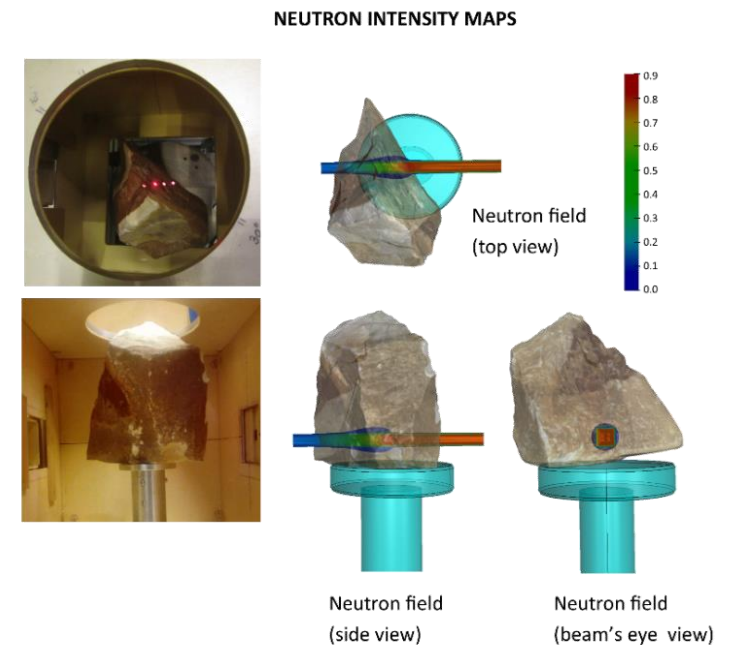 NEUTRON INTENSITY MAPS
0.9
0.8
0.7
0.6
0.5
0.4
0.3
0.2
0.1
0.0
Neutron field
(top view)
Neutron field
(side view)
Neutron field
(beam's eye view)